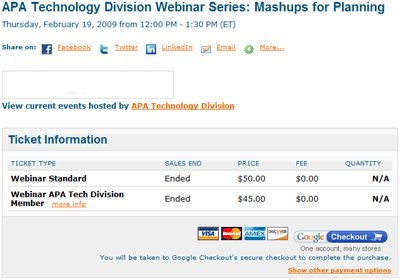 APA Technology Division Webinar Series: Mashups for Planning
Thursday, February 19, 2009 from 12:00 PM - 1:30 PM (ET)
Share on: Facebook Twitter LinkedIn Email More...
View current events hosted by APA Technology Division
Ticket Information
TICKET TYPE SALES END PRICE FEE QUANTITY
Webinar Standard Ended $50.00 $0.00 N/A
Webinar APA Tech Division Member more info Ended $45.00 $0.00 N/A
VISA MasterCard AMEX DISCOVER Google Checkout
One account, many stores
You will be taken to Google Checkout's secure checkout to complete the purchase.
Show other payment options